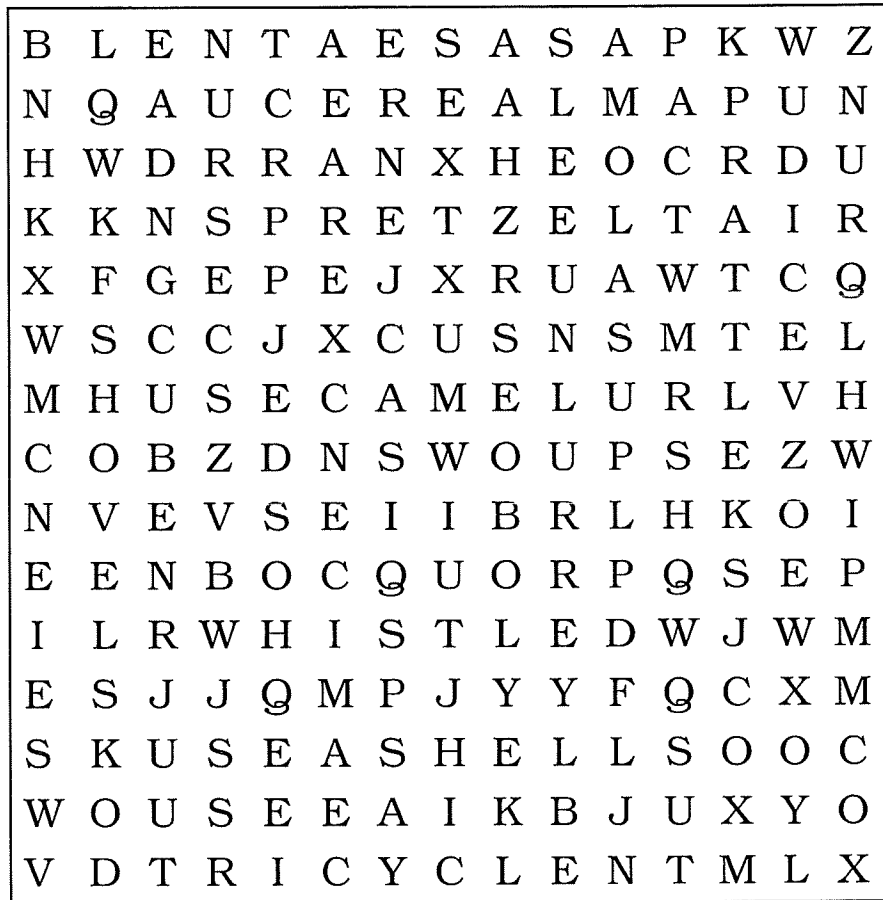 B L E N T A E S A S A P K W Z
N Q A U C E R E A L M A P U N
H W D R R A N X H E O C R D U
K K N S P R E T Z E L T A I R
X F G E P E J X R U A W T C Q
W S C C J X C U S N S M T E L
M H U S E C A M E L U R L V H
C O B Z D N S W O U P S E Z W
N V E V S E I I B R L H K O I
E E N B O C Q U O R P Q S E P
I L R W H I S T L E D W J W M
E S J J Q M P J Y Y F Q C X M
S K U S E A S H E L L S O O C
W O U S E E A I K B J U X Y O
V D T R I C Y C L E N T M L X